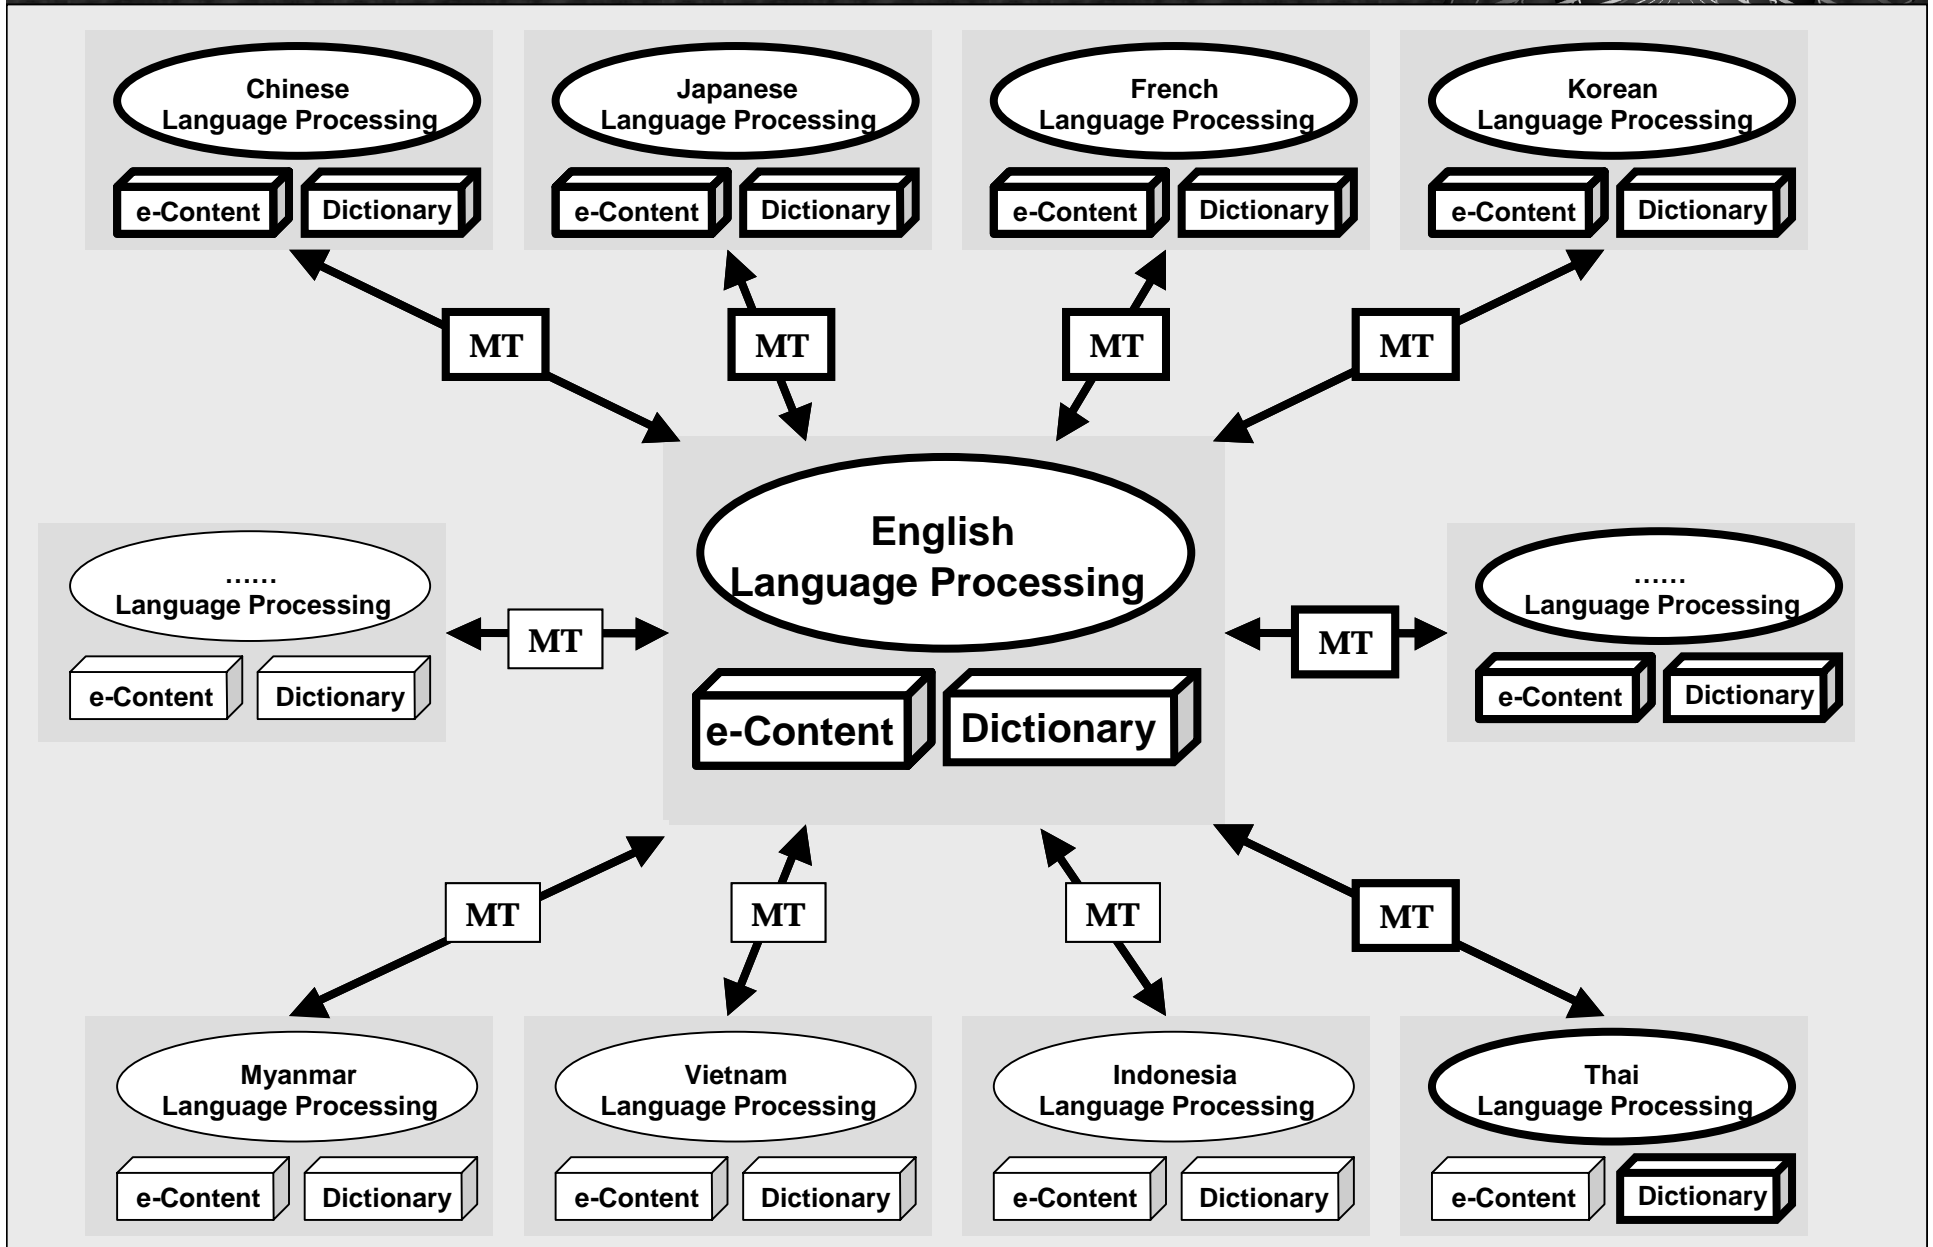 Chinese
Language Processing
e-Content
Dictionary
Japanese
Language Processing
e-Content
Dictionary
French
Language Processing
e-Content
Dictionary
Korean
Language Processing
e-Content
Dictionary
MT
MT
MT
MT
English
Language Processing
e-Content
Dictionary
......
Language Processing
e-Content
Dictionary
MT
MT
......
Language Processing
e-Content
Dictionary
MT
MT
MT
MT
Myanmar
Language Processing
e-Content
Dictionary
Vietnam
Language Processing
e-Content
Dictionary
Indonesia
Language Processing
e-Content
Dictionary
Thai
Language Processing
e-Content
Dictionary